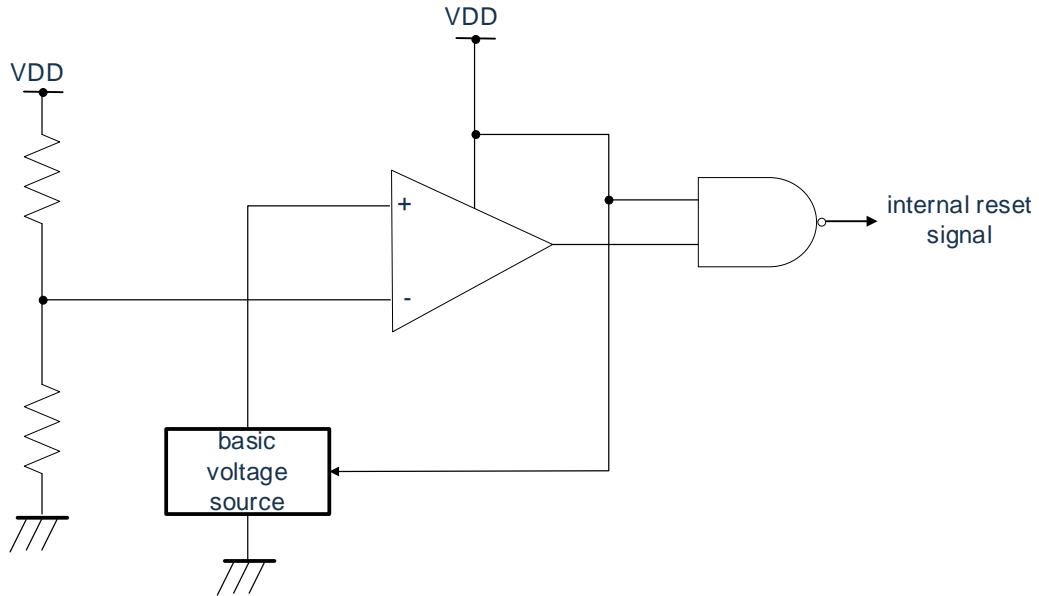 VDD
VDD
+
-
internal reset
signal
basic
voltage
source